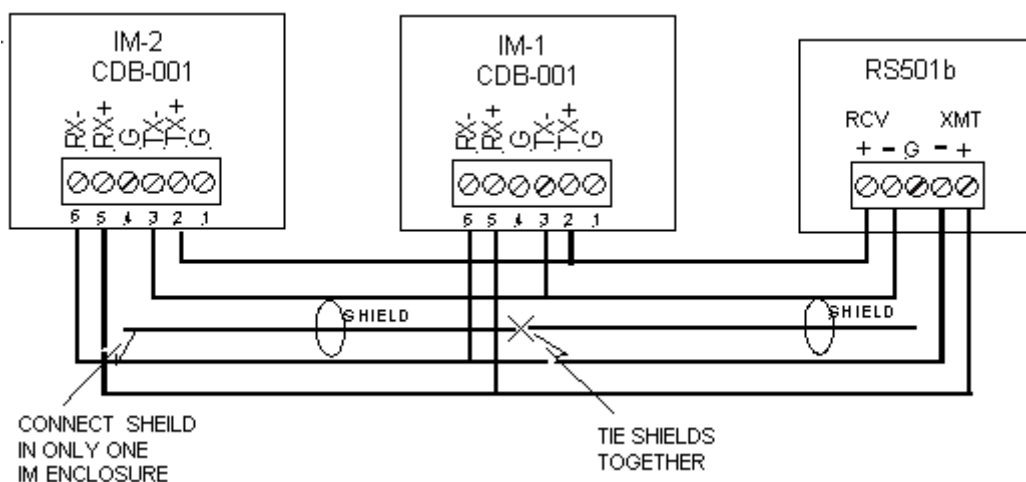 IM-2
CDB-001
RX- RX+ G TX- TX+ G
6 5 4 3 2 1
IM-1
CDB-001
RX- RX+ G TX- TX+ G
6 5 4 3 2 1
RS501b
RCV XMT
+ - G - +
SHIELD
SHIELD
CONNECT SHEILD
IN ONLY ONE
IM ENCLOSURE
TIE SHIELDS
TOGETHER